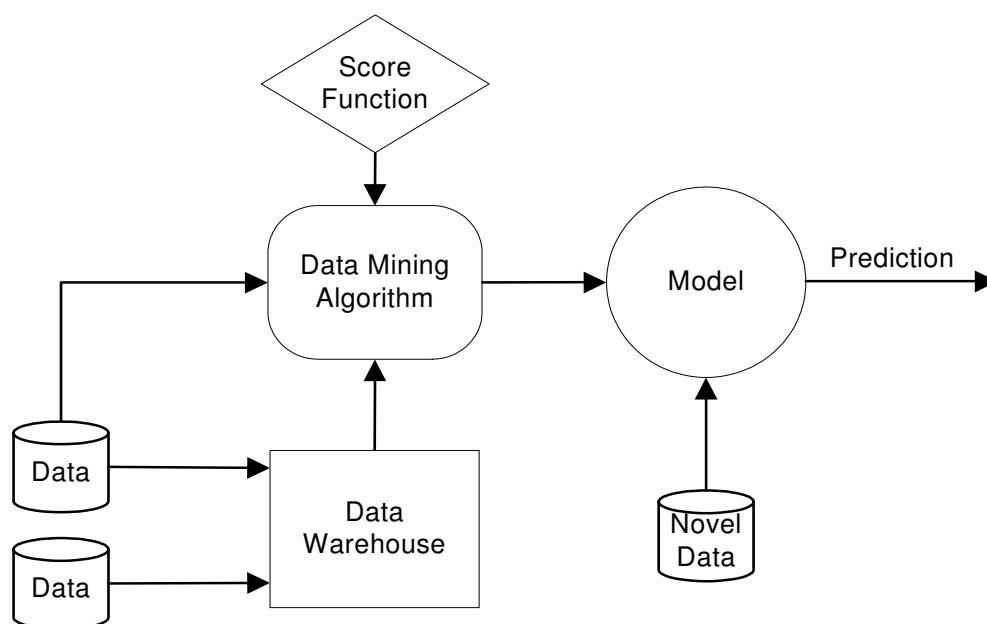 Score
Function
Data Mining
Algorithm
Model
Prediction
Data
Data
Warehouse
Novel
Data
Data